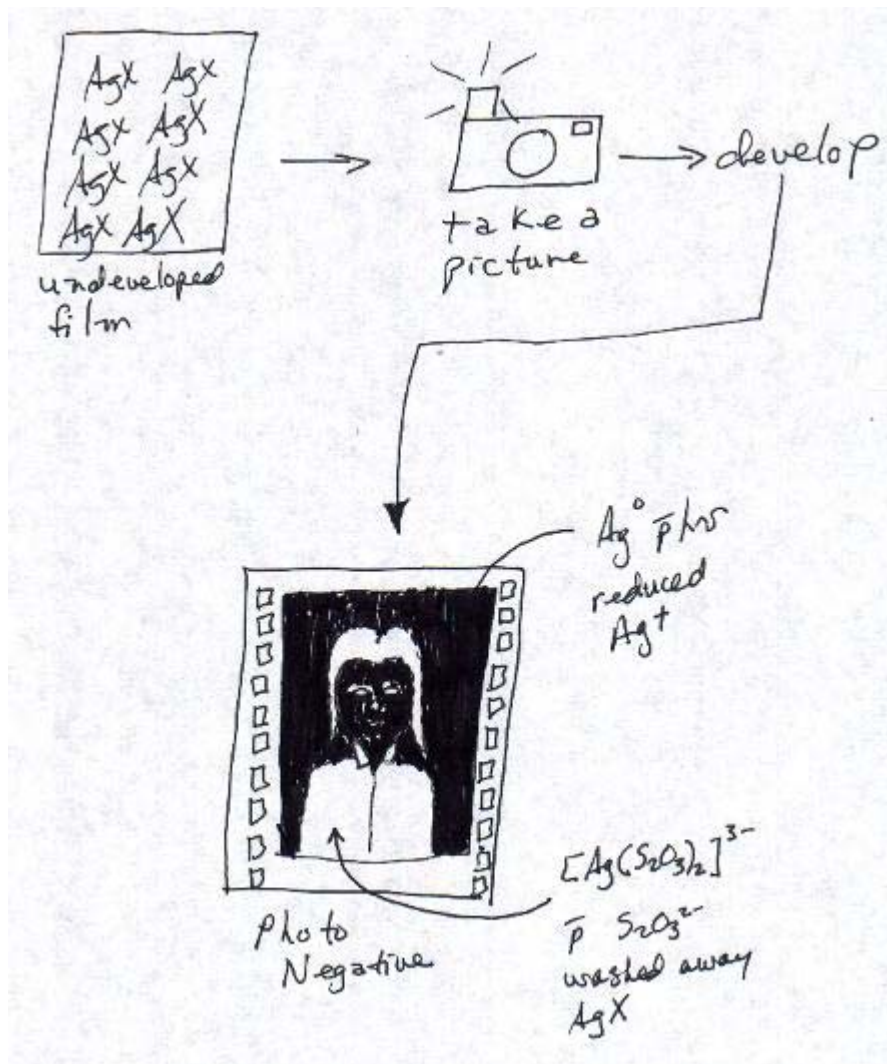 AgX AgX
AgX AgX
AgX AgX
AgX AgX
undeveloped
film
take a
picture
develop
Ag° p̄ hν
reduced
Ag⁺
[Ag(S₂O₃)₂]³⁻
p̄ S₂O₃²⁻
washed away
AgX
Photo
Negative